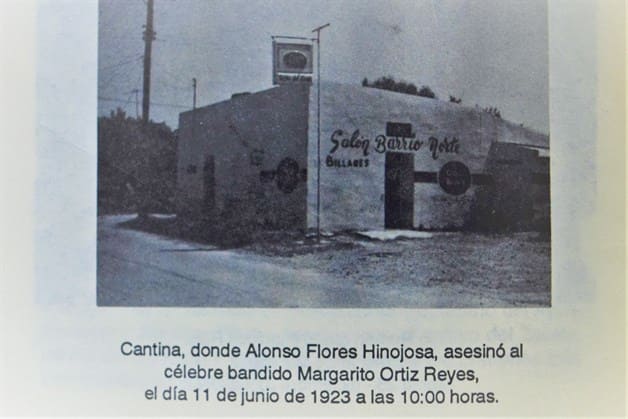 Salón Barrio Norte
BILLARES
Cantina, donde Alonso Flores Hinojosa, asesinó al
célebre bandido Margarito Ortiz Reyes,
el día 11 de junio de 1923 a las 10:00 horas.